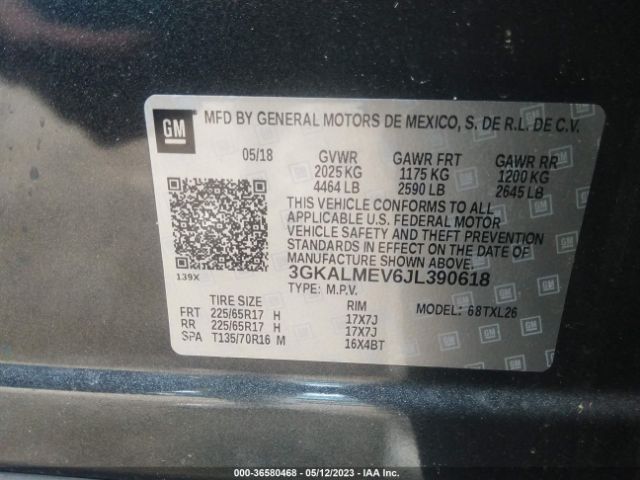 GM
MFD BY GENERAL MOTORS DE MEXICO, S. DE R.L. DE C.V.
05/18 GVWR GAWR FRT GAWR RR
2025 KG 1175 KG 1200 KG
4464 LB 2590 LB 2645 LB
THIS VEHICLE CONFORMS TO ALL
APPLICABLE U.S. FEDERAL MOTOR
VEHICLE SAFETY AND THEFT PREVENTION
STANDARDS IN EFFECT ON THE DATE OF
MANUFACTURE SHOWN ABOVE.
139X 3GKALMEV6JL390618
TYPE: M.P.V.
TIRE SIZE RIM MODEL: 68TXL26
FRT 225/65R17 H 17X7J
RR 225/65R17 H 17X7J
SPA T135/70R16 M 16X4BT
000-36580468 - 05/12/2023 - IAA Inc.